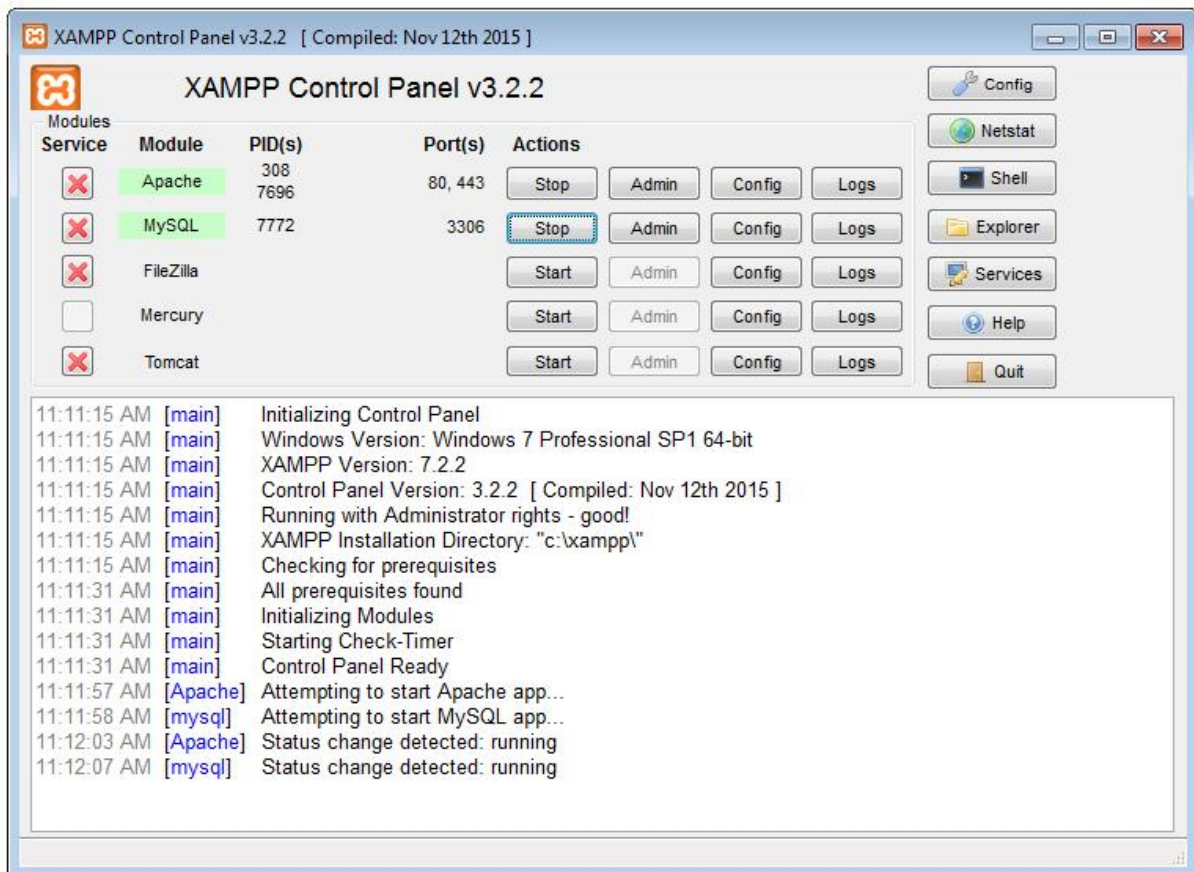 XAMPP Control Panel v3.2.2 [ Compiled: Nov 12th 2015 ]
XAMPP Control Panel v3.2.2
Config
Netstat
Shell
Explorer
Services
Help
Quit
Modules
Service Module PID(s) Port(s) Actions
Apache 308 7696 80, 443 Stop Admin Config Logs
MySQL 7772 3306 Stop Admin Config Logs
FileZilla Start Admin Config Logs
Mercury Start Admin Config Logs
Tomcat Start Admin Config Logs
11:11:15 AM [main] Initializing Control Panel
11:11:15 AM [main] Windows Version: Windows 7 Professional SP1 64-bit
11:11:15 AM [main] XAMPP Version: 7.2.2
11:11:15 AM [main] Control Panel Version: 3.2.2 [ Compiled: Nov 12th 2015 ]
11:11:15 AM [main] Running with Administrator rights - good!
11:11:15 AM [main] XAMPP Installation Directory: "c:\xampp\"
11:11:15 AM [main] Checking for prerequisites
11:11:31 AM [main] All prerequisites found
11:11:31 AM [main] Initializing Modules
11:11:31 AM [main] Starting Check-Timer
11:11:31 AM [main] Control Panel Ready
11:11:57 AM [Apache] Attempting to start Apache app...
11:11:58 AM [mysql] Attempting to start MySQL app...
11:12:03 AM [Apache] Status change detected: running
11:12:07 AM [mysql] Status change detected: running